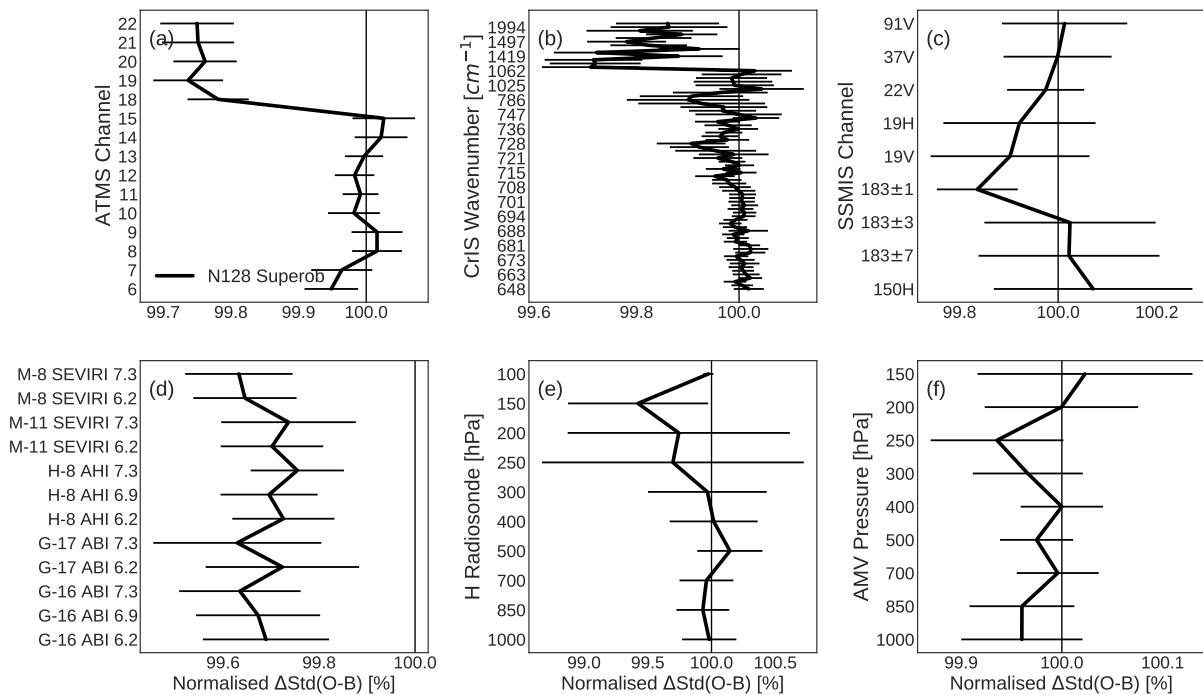 (a)
ATMS Channel
22
21
20
19
18
15
14
13
12
11
10
9
8
7
6
N128 Superob
99.7 99.8 99.9 100.0
(b)
CrIS Wavenumber [cm⁻¹]
1994
1497
1419
1062
1025
786
747
736
728
721
715
708
701
694
688
681
673
663
648
99.6 99.8 100.0
(c)
SSMIS Channel
91V
37V
22V
19H
19V
183±1
183±3
183±7
150H
99.8 100.0 100.2
(d)
M-8 SEVIRI 7.3
M-8 SEVIRI 6.2
M-11 SEVIRI 7.3
M-11 SEVIRI 6.2
H-8 AHI 7.3
H-8 AHI 6.9
H-8 AHI 6.2
G-17 ABI 7.3
G-17 ABI 6.2
G-16 ABI 7.3
G-16 ABI 6.9
G-16 ABI 6.2
99.6 99.8 100.0
Normalised ΔStd(O-B) [%]
(e)
H Radiosonde [hPa]
100
150
200
250
300
400
500
700
850
1000
99.0 99.5 100.0 100.5
Normalised ΔStd(O-B) [%]
(f)
AMV Pressure [hPa]
150
200
250
300
400
500
700
850
1000
99.9 100.0 100.1
Normalised ΔStd(O-B) [%]